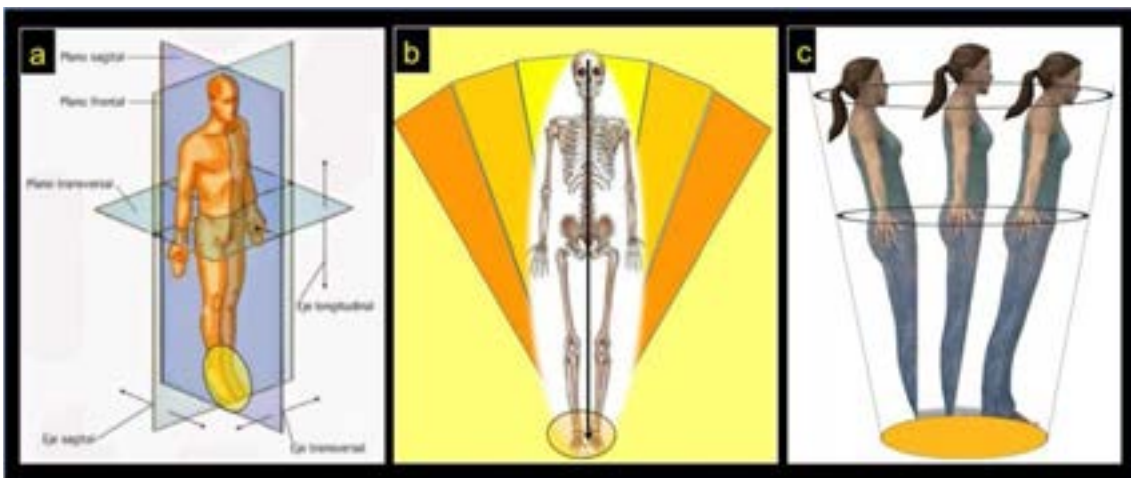 a
Plano sagital
Plano frontal
Plano transversal
Eje longitudinal
Eje sagital
Eje transversal
b
c